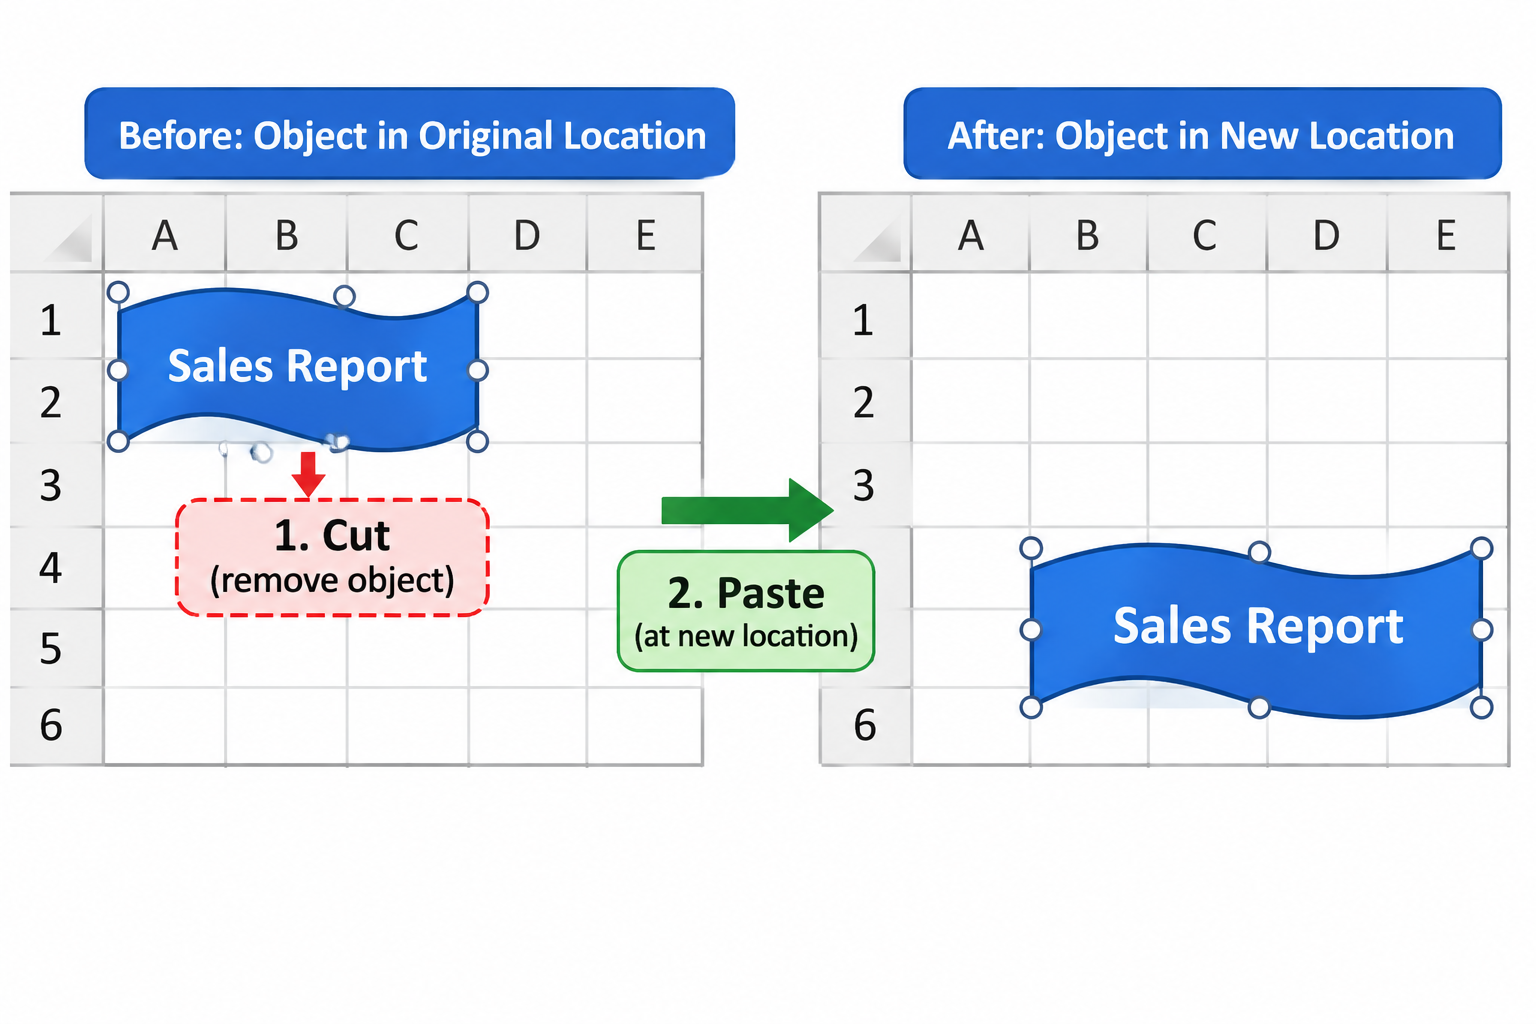 Before: Object in Original Location
A B C D E
1
Sales Report
2
3
1. Cut
(remove object)
4
5
6
2. Paste
(at new location)
After: Object in New Location
A B C D E
1
2
3
Sales Report
6